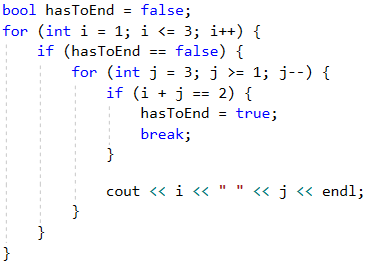 bool hasToEnd = false;
for (int i = 1; i <= 3; i++) {
    if (hasToEnd == false) {
        for (int j = 3; j >= 1; j--) {
            if (i + j == 2) {
                hasToEnd = true;
                break;
            }

            cout << i << " " << j << endl;
        }
    }
}